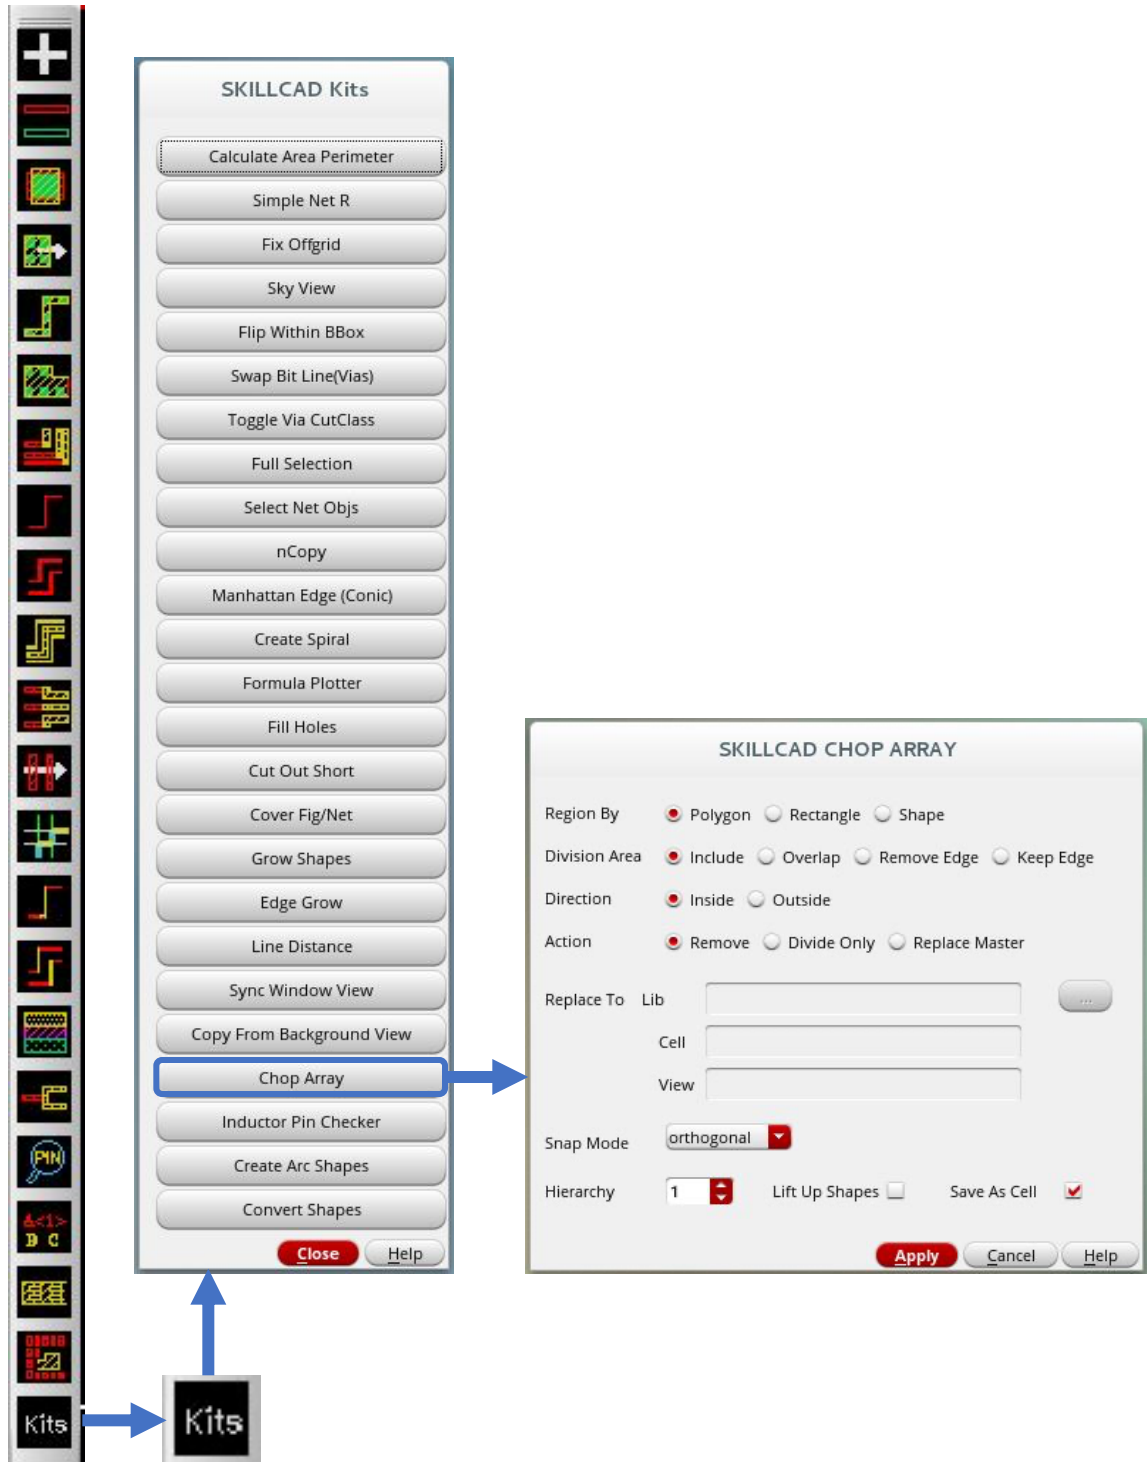 SKILLCAD Kits
Calculate Area Perimeter
Simple Net R
Fix Offgrid
Sky View
Flip Within BBox
Swap Bit Line(Vias)
Toggle Via CutClass
Full Selection
Select Net Objs
nCopy
Manhattan Edge (Conic)
Create Spiral
Formula Plotter
Fill Holes
Cut Out Short
Cover Fig/Net
Grow Shapes
Edge Grow
Line Distance
Sync Window View
Copy From Background View
Chop Array
Inductor Pin Checker
Create Arc Shapes
Convert Shapes
Close Help
SKILLCAD CHOP ARRAY
Region By Polygon Rectangle Shape
Division Area Include Overlap Remove Edge Keep Edge
Direction Inside Outside
Action Remove Divide Only Replace Master
Replace To Lib ...
Cell
View
Snap Mode orthogonal
Hierarchy 1 Lift Up Shapes Save As Cell
Apply Cancel Help
PIN
A<1>
B C
Kits
Kits